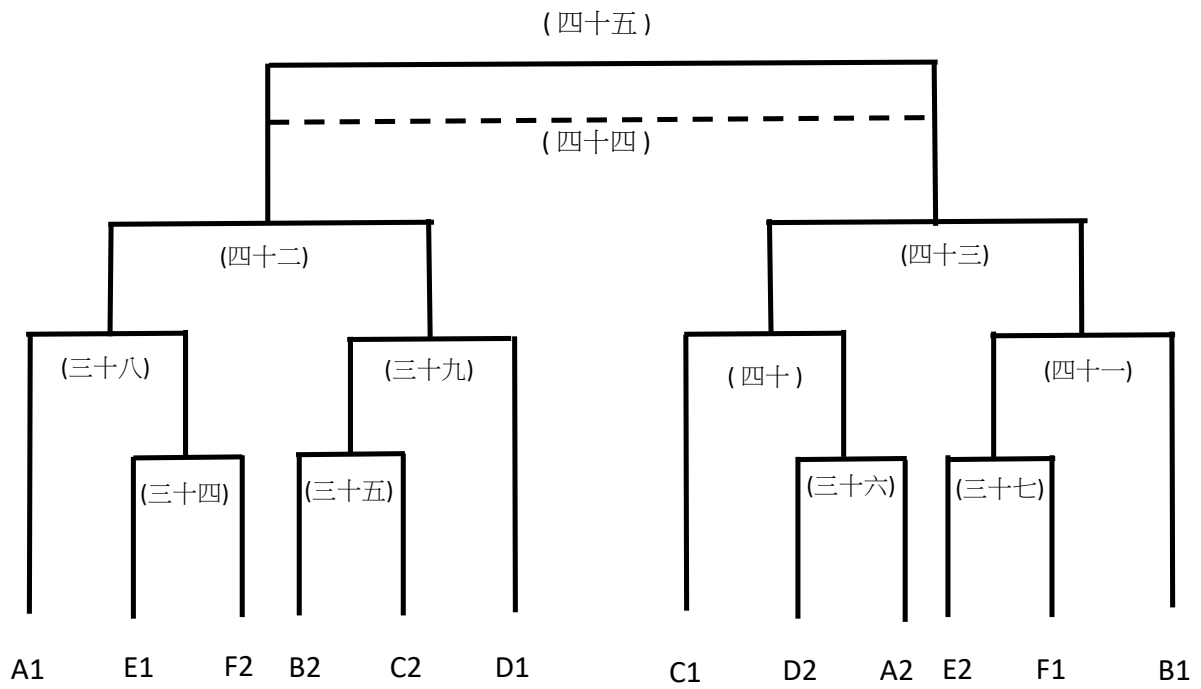 ( 四十五 )
( 四十四 )
(四十二)
(四十三)
(三十八)
(三十九)
( 四十 )
(四十一)
(三十四)
(三十五)
(三十六)
(三十七)
A1 E1 F2 B2 C2 D1 C1 D2 A2 E2 F1 B1